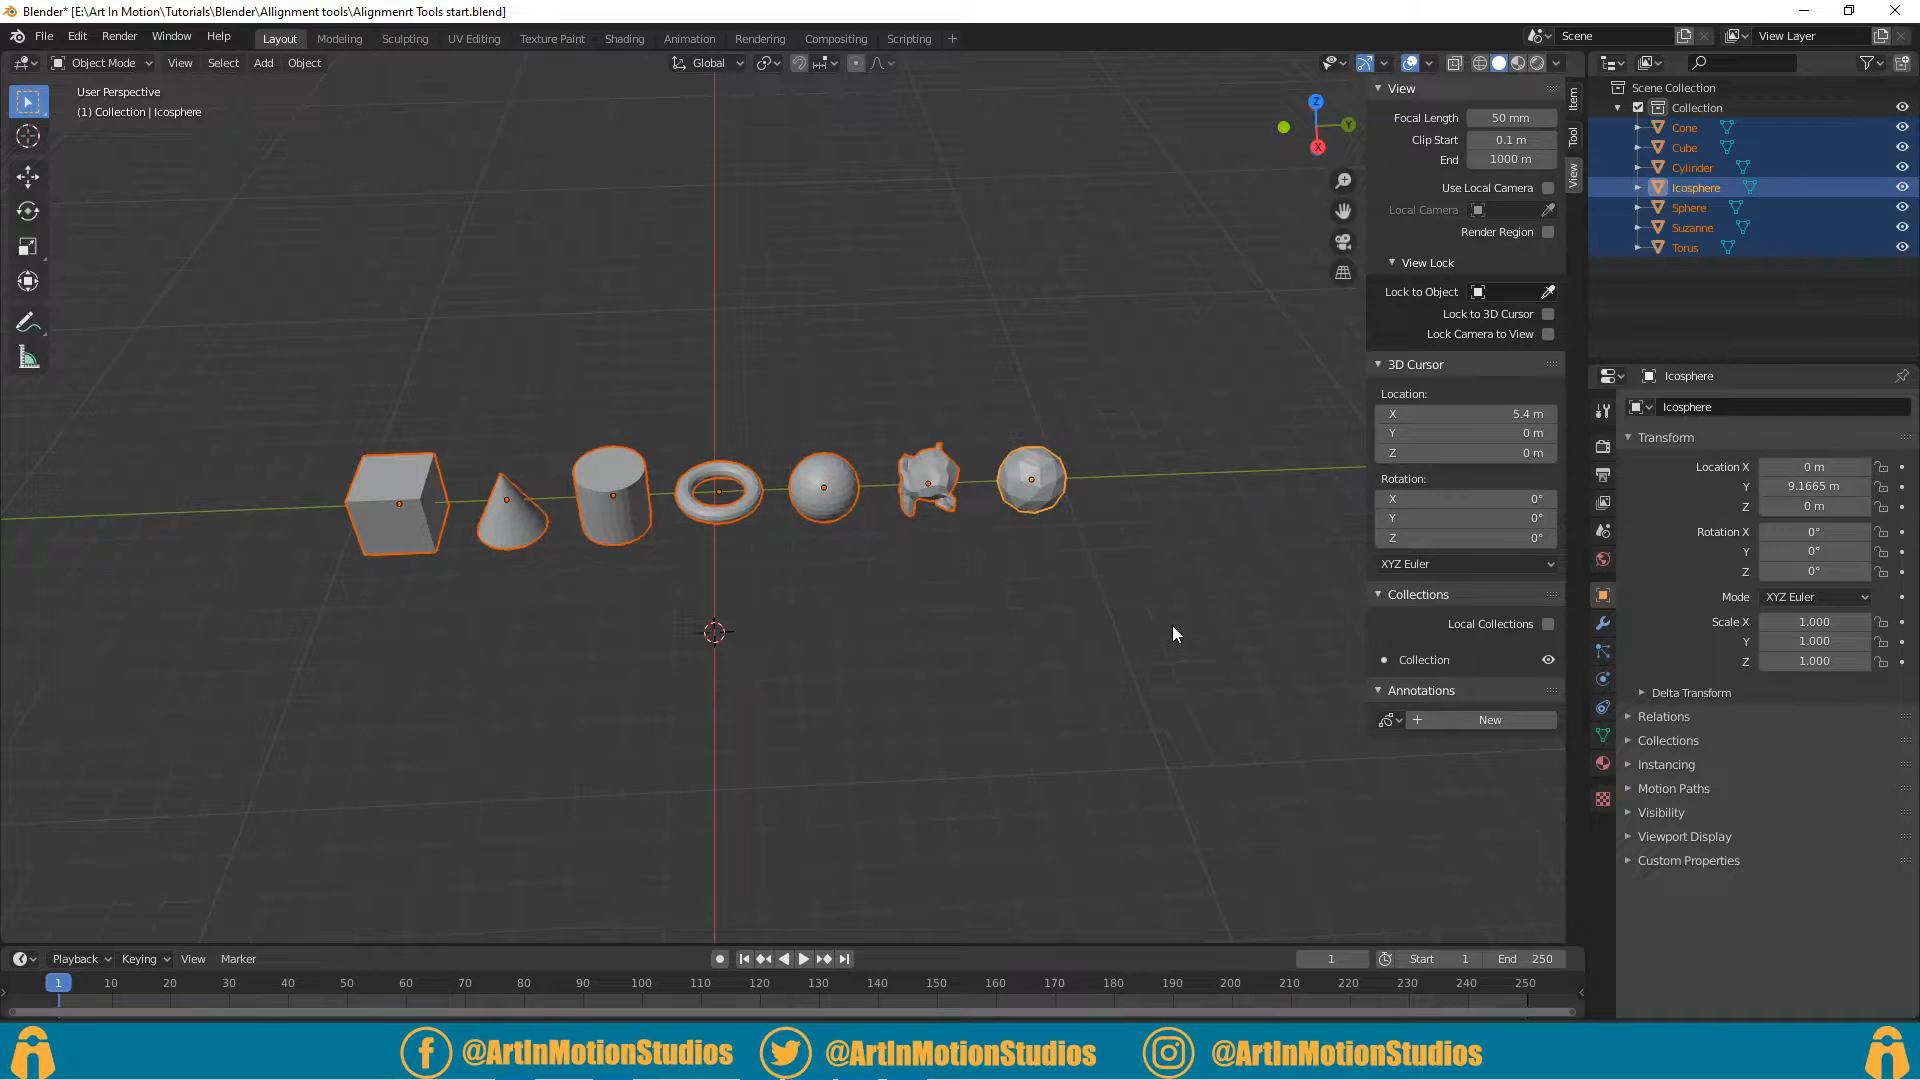 Blender* [E:\Art In Motion\Tutorials\Blender\Allignment tools\Alignmenrt Tools start.blend]
File Edit Render Window Help Layout Modeling Sculpting UV Editing Texture Paint Shading Animation Rendering Compositing Scripting + Scene View Layer
Object Mode View Select Add Object Global
User Perspective
(1) Collection | Icosphere
Z
Y
X
Item
Tool
View
View
Focal Length 50 mm
Clip Start 0.1 m
End 1000 m
Use Local Camera
Local Camera
Render Region
View Lock
Lock to Object
Lock to 3D Cursor
Lock Camera to View
3D Cursor
Location:
X 5.4 m
Y 0 m
Z 0 m
Rotation:
X 0°
Y 0°
Z 0°
XYZ Euler
Collections
Local Collections
Collection
Annotations
+ New
Scene Collection
Collection
Cone
Cube
Cylinder
Icosphere
Sphere
Suzanne
Torus
Icosphere
Icosphere
Transform
Location X 0 m
Y 9.1665 m
Z 0 m
Rotation X 0°
Y 0°
Z 0°
Mode XYZ Euler
Scale X 1.000
Y 1.000
Z 1.000
Delta Transform
Relations
Collections
Instancing
Motion Paths
Visibility
Viewport Display
Custom Properties
Playback Keying View Marker 1 Start 1 End 250
1 10 20 30 40 50 60 70 80 90 100 110 120 130 140 150 160 170 180 190 200 210 220 230 240 250
@ArtInMotionStudios @ArtInMotionStudios @ArtInMotionStudios